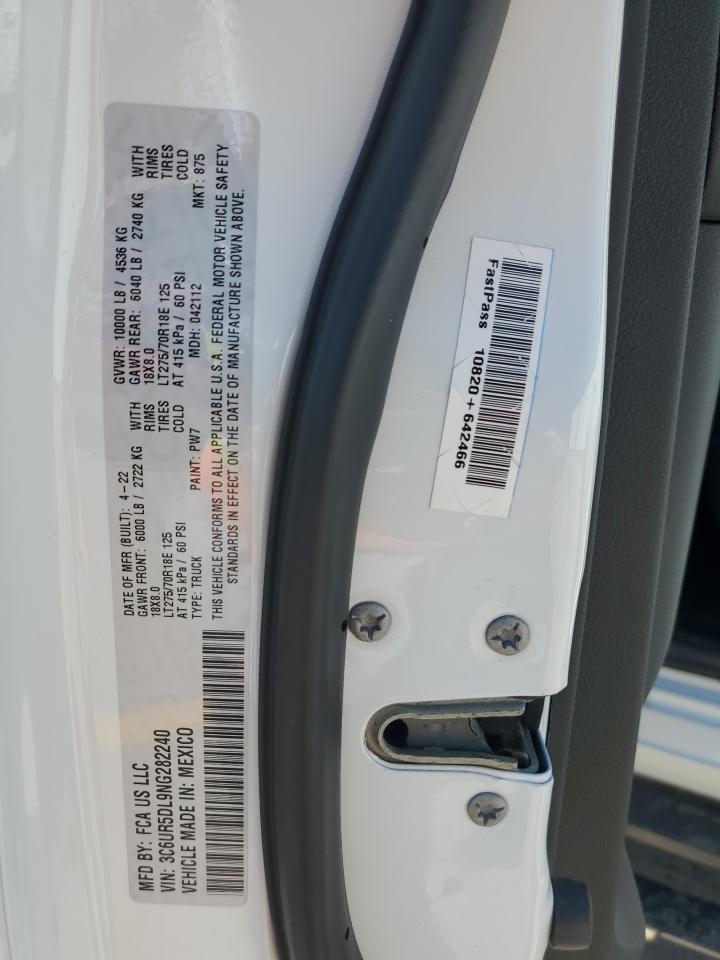 MFD BY: FCA US LLC
VIN: 3C6UR5DL9NG282240
VEHICLE MADE IN: MEXICO
DATE OF MFR (BUILT): 4-22
GVWR: 10000 LB / 4536 KG
GAWR FRONT: 6000 LB / 2722 KG WITH
GAWR REAR: 6040 LB / 2740 KG WITH
18X8.0 RIMS
18X8.0 RIMS
LT275/70R18E 125 TIRES
LT275/70R18E 125 TIRES
AT 415 kPa / 60 PSI COLD
AT 415 kPa / 60 PSI COLD
TYPE: TRUCK PAINT: PW7 MDH: 042112 MKT: 875
THIS VEHICLE CONFORMS TO ALL APPLICABLE U.S.A. FEDERAL MOTOR VEHICLE SAFETY
STANDARDS IN EFFECT ON THE DATE OF MANUFACTURE SHOWN ABOVE.
FastPass 10820+642466